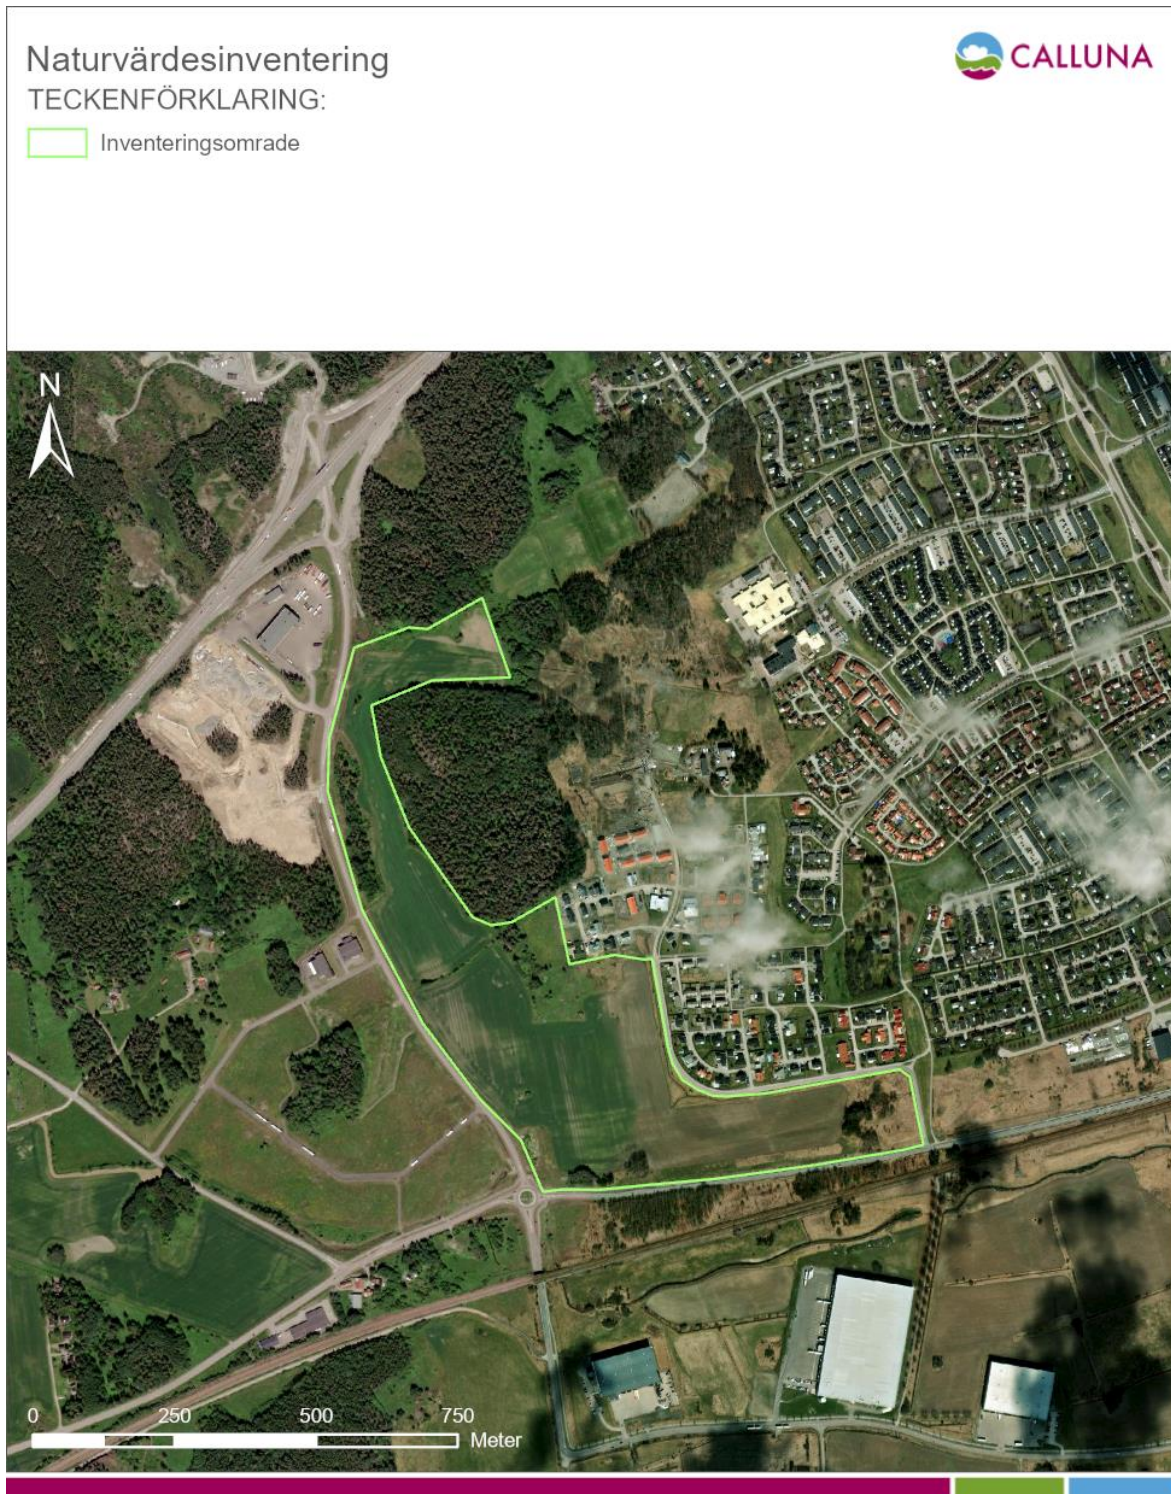 Naturvärdesinventering
CALLUNA
TECKENFÖRKLARING:
Inventeringsomrade
N
0 250 500 750
Meter